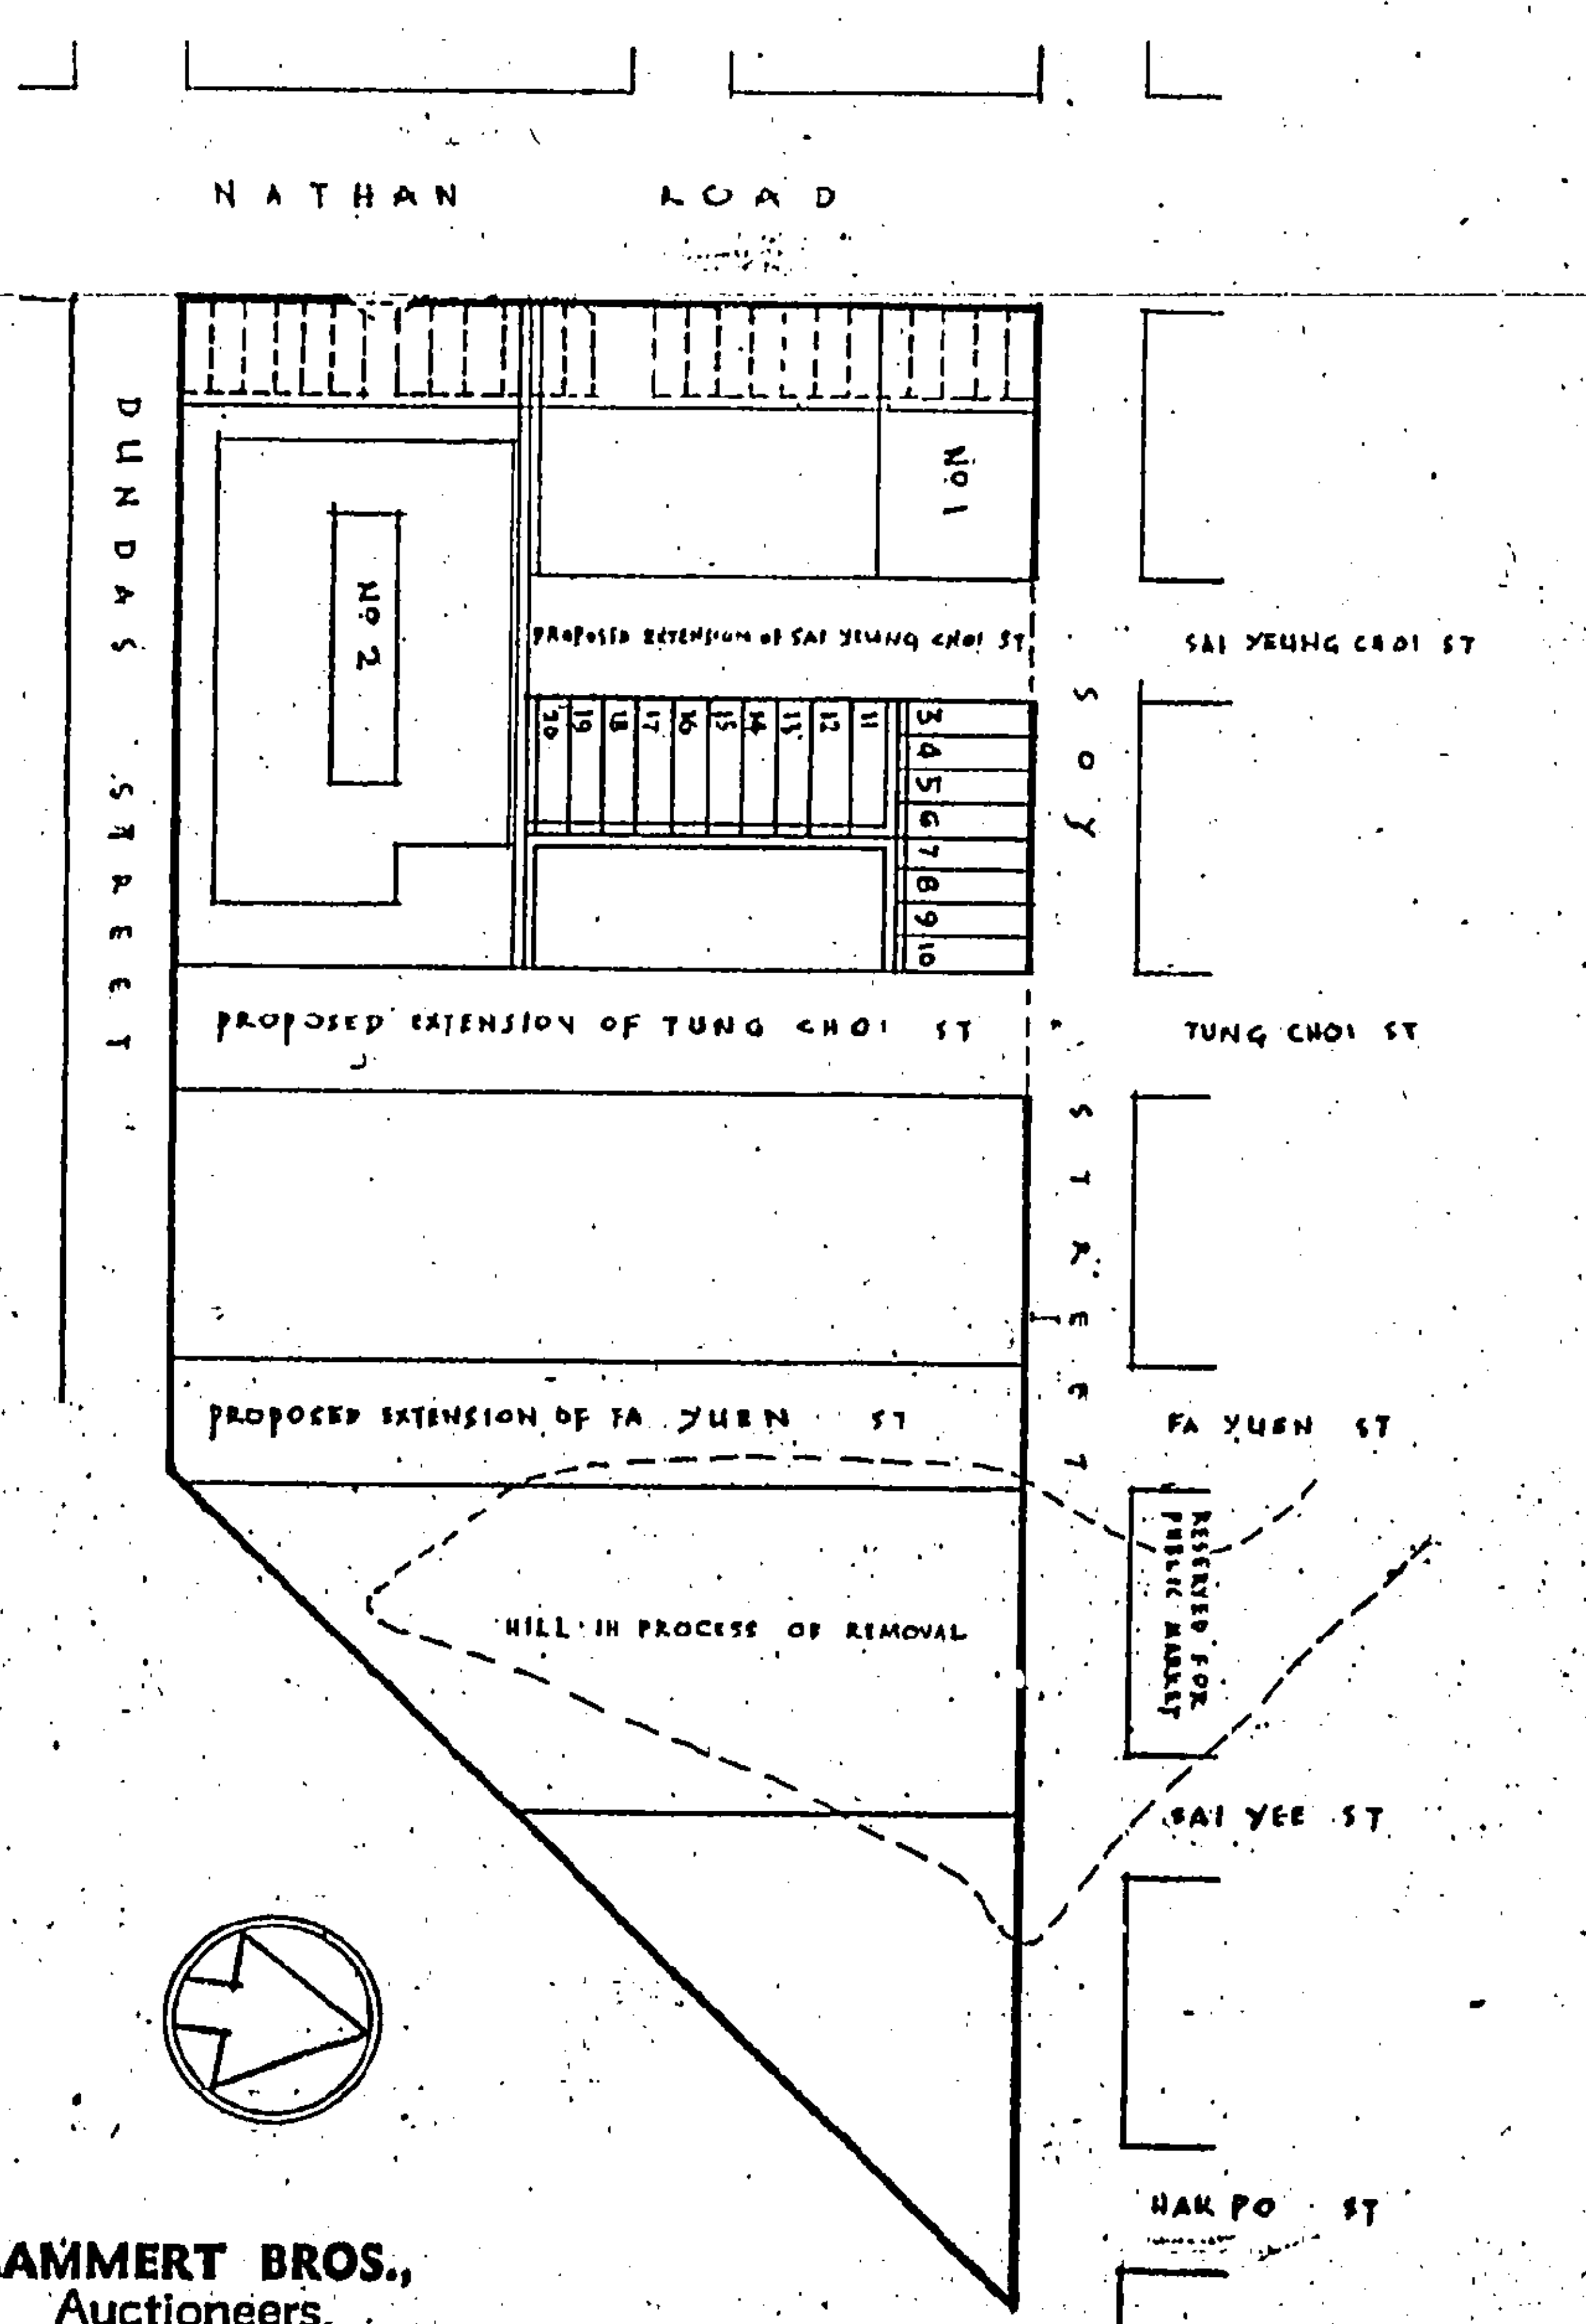 NATHAN ROAD
DUNDAS STREET
No 1
No 2
PROPOSED EXTENSION OF SAI YEUNG CHOI ST
SAI YEUNG CHOI ST
SOY STREET
20 19 18 17 16 15 14 13 12 11
3
4
5
6
7
8
9
10
PROPOSED EXTENSION OF TUNG CHOI ST
TUNG CHOI ST
PROPOSED EXTENSION OF FA YUEN ST
FA YUEN ST
RESERVED FOR
PUBLIC MARKET
HILL IN PROCESS OF REMOVAL
SAI YEE ST
HAK PO ST
AMMERT BROS.,
Auctioneers.